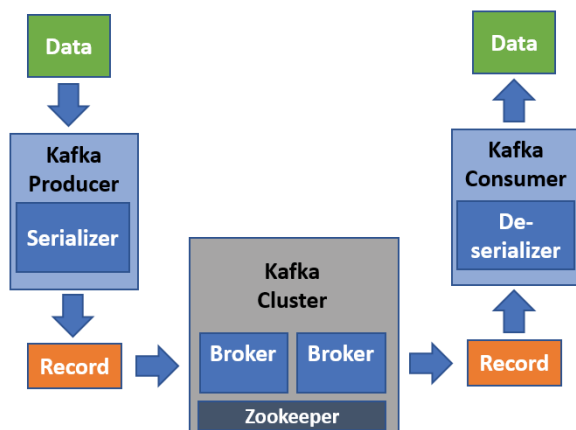 Data
Kafka
Producer
Serializer
Record
Kafka
Cluster
Broker
Broker
Zookeeper
Data
Kafka
Consumer
De-
serializer
Record